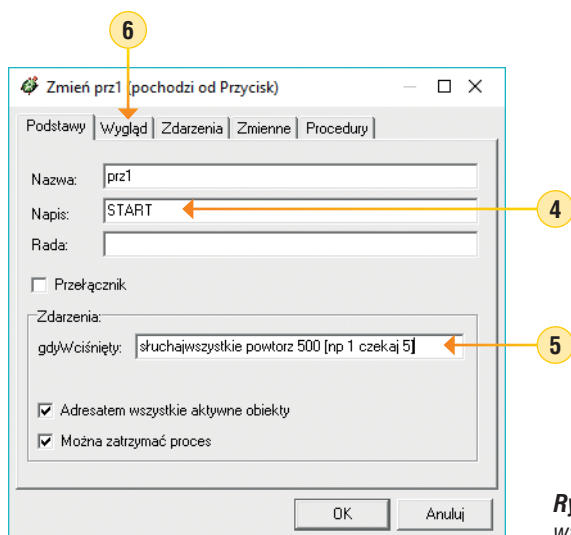 6
Zmień prz1 (pochodzi od Przycisk)
Podstawy Wygląd Zdarzenia Zmienne Procedury
Nazwa: prz1
Napis: START
4
Rada:
Przełącznik
Zdarzenia:
gdyWciśnięty: słuchajwszystkie powtorz 500 [np 1 czekaj 5]
5
Adresatem wszystkie aktywne obiekty
Można zatrzymać proces
OK Anuluj